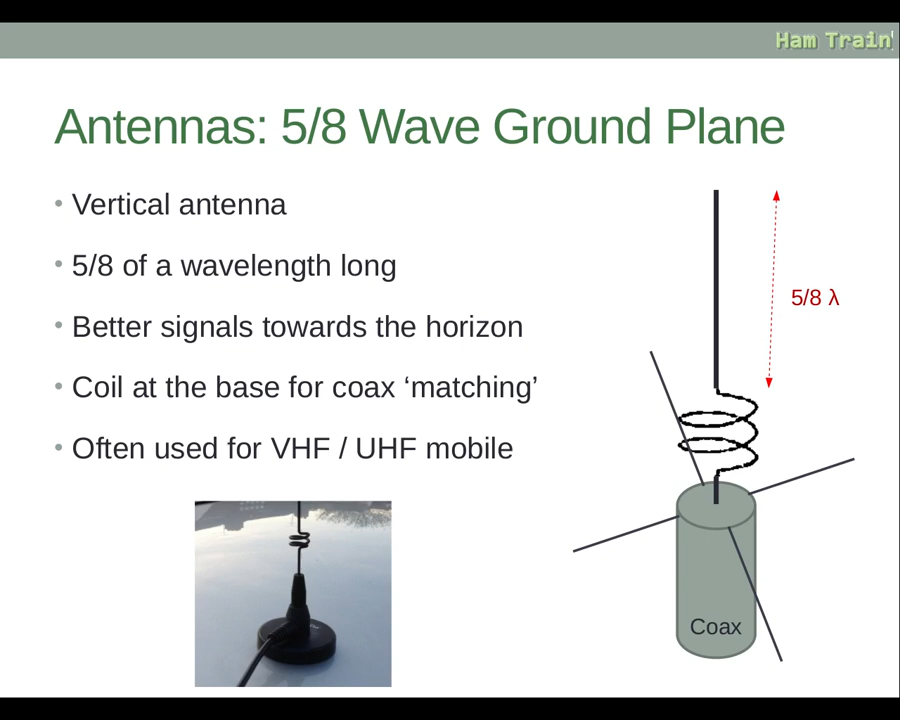 Ham Train
Antennas: 5/8 Wave Ground Plane
• Vertical antenna
• 5/8 of a wavelength long
• Better signals towards the horizon
• Coil at the base for coax ‘matching’
• Often used for VHF / UHF mobile
5/8 λ
Coax